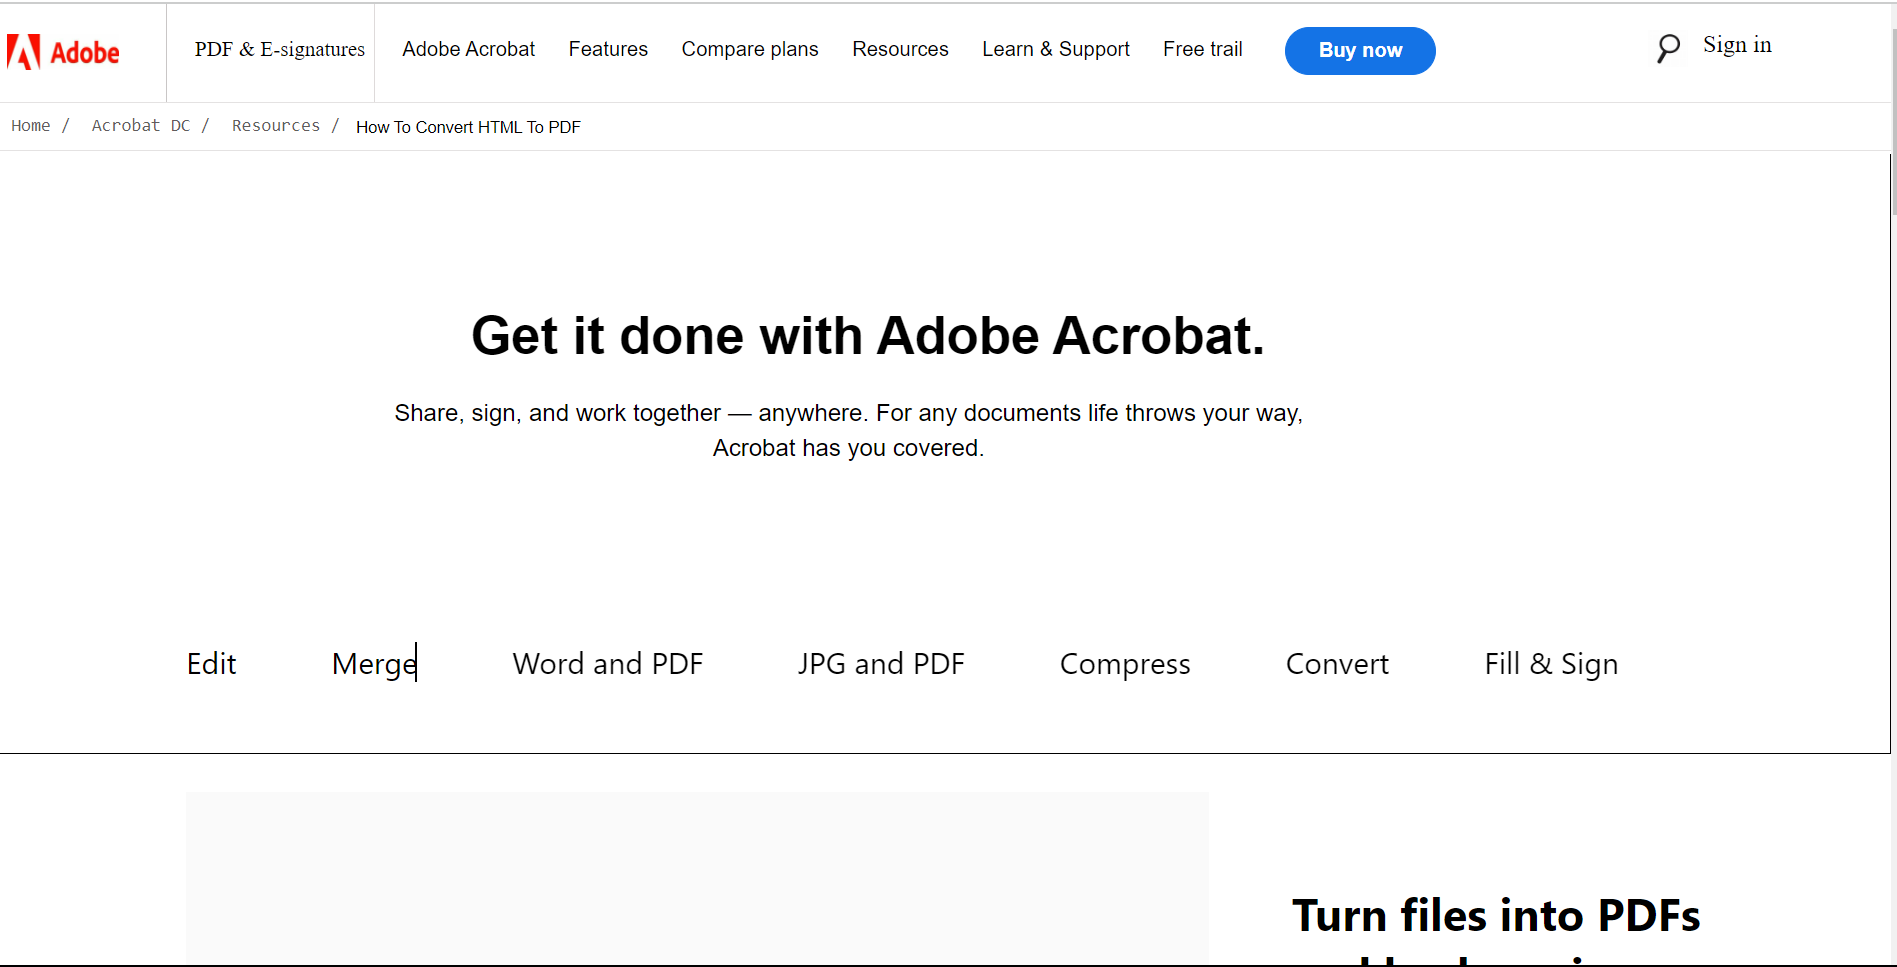 Adobe
PDF & E-signatures
Adobe Acrobat
Features
Compare plans
Resources
Learn & Support
Free trail
Buy now
Sign in
Home /
Acrobat DC /
Resources /
How To Convert HTML To PDF
Get it done with Adobe Acrobat.
Share, sign, and work together — anywhere. For any documents life throws your way,
Acrobat has you covered.
Edit
Merge
Word and PDF
JPG and PDF
Compress
Convert
Fill & Sign
Turn files into PDFs